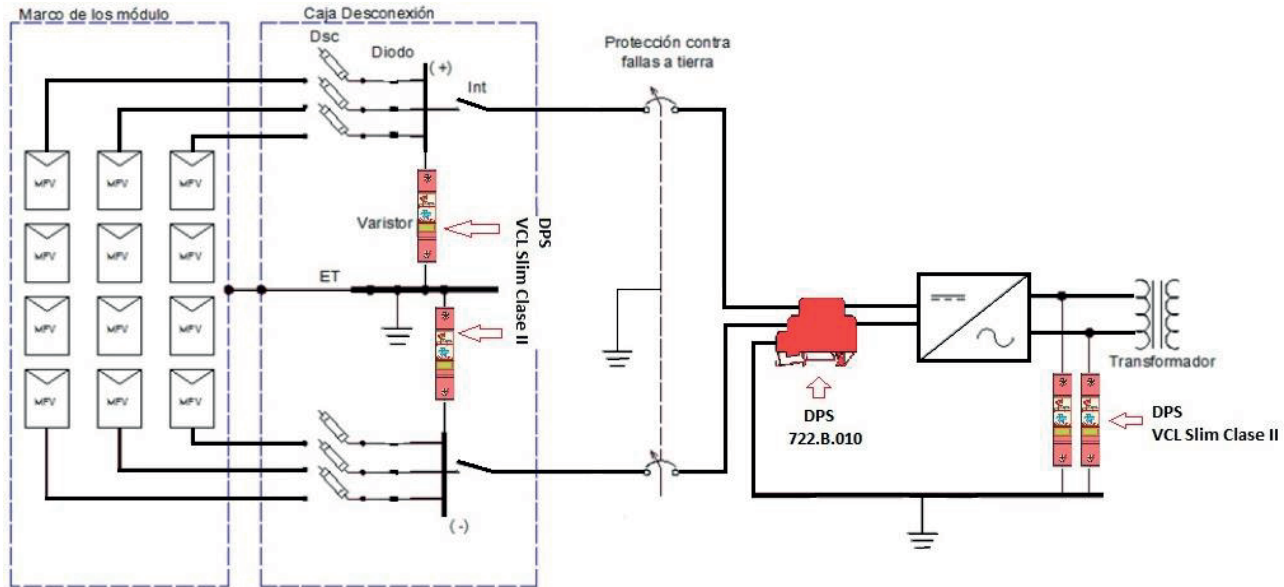 Marco de los módulo
Caja Desconexión
Dsc
Diodo
(+)
Int
Protección contra
fallas a tierra
MFV
MFV
MFV
MFV
MFV
MFV
MFV
MFV
MFV
MFV
MFV
MFV
Varistor
DPS
VCL Slim Clase II
ET
(-)
DPS
722.B.010
Transformador
DPS
VCL Slim Clase II